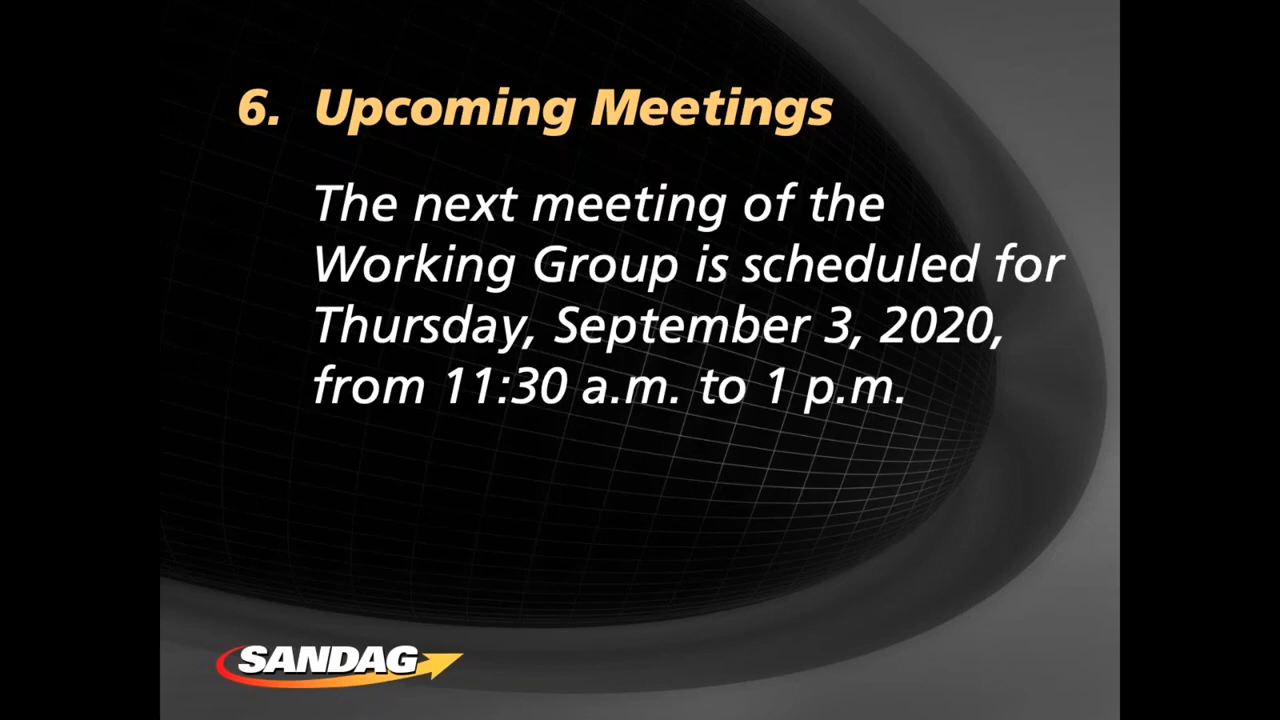 6. Upcoming Meetings
The next meeting of the
Working Group is scheduled for
Thursday, September 3, 2020,
from 11:30 a.m. to 1 p.m.
SANDAG